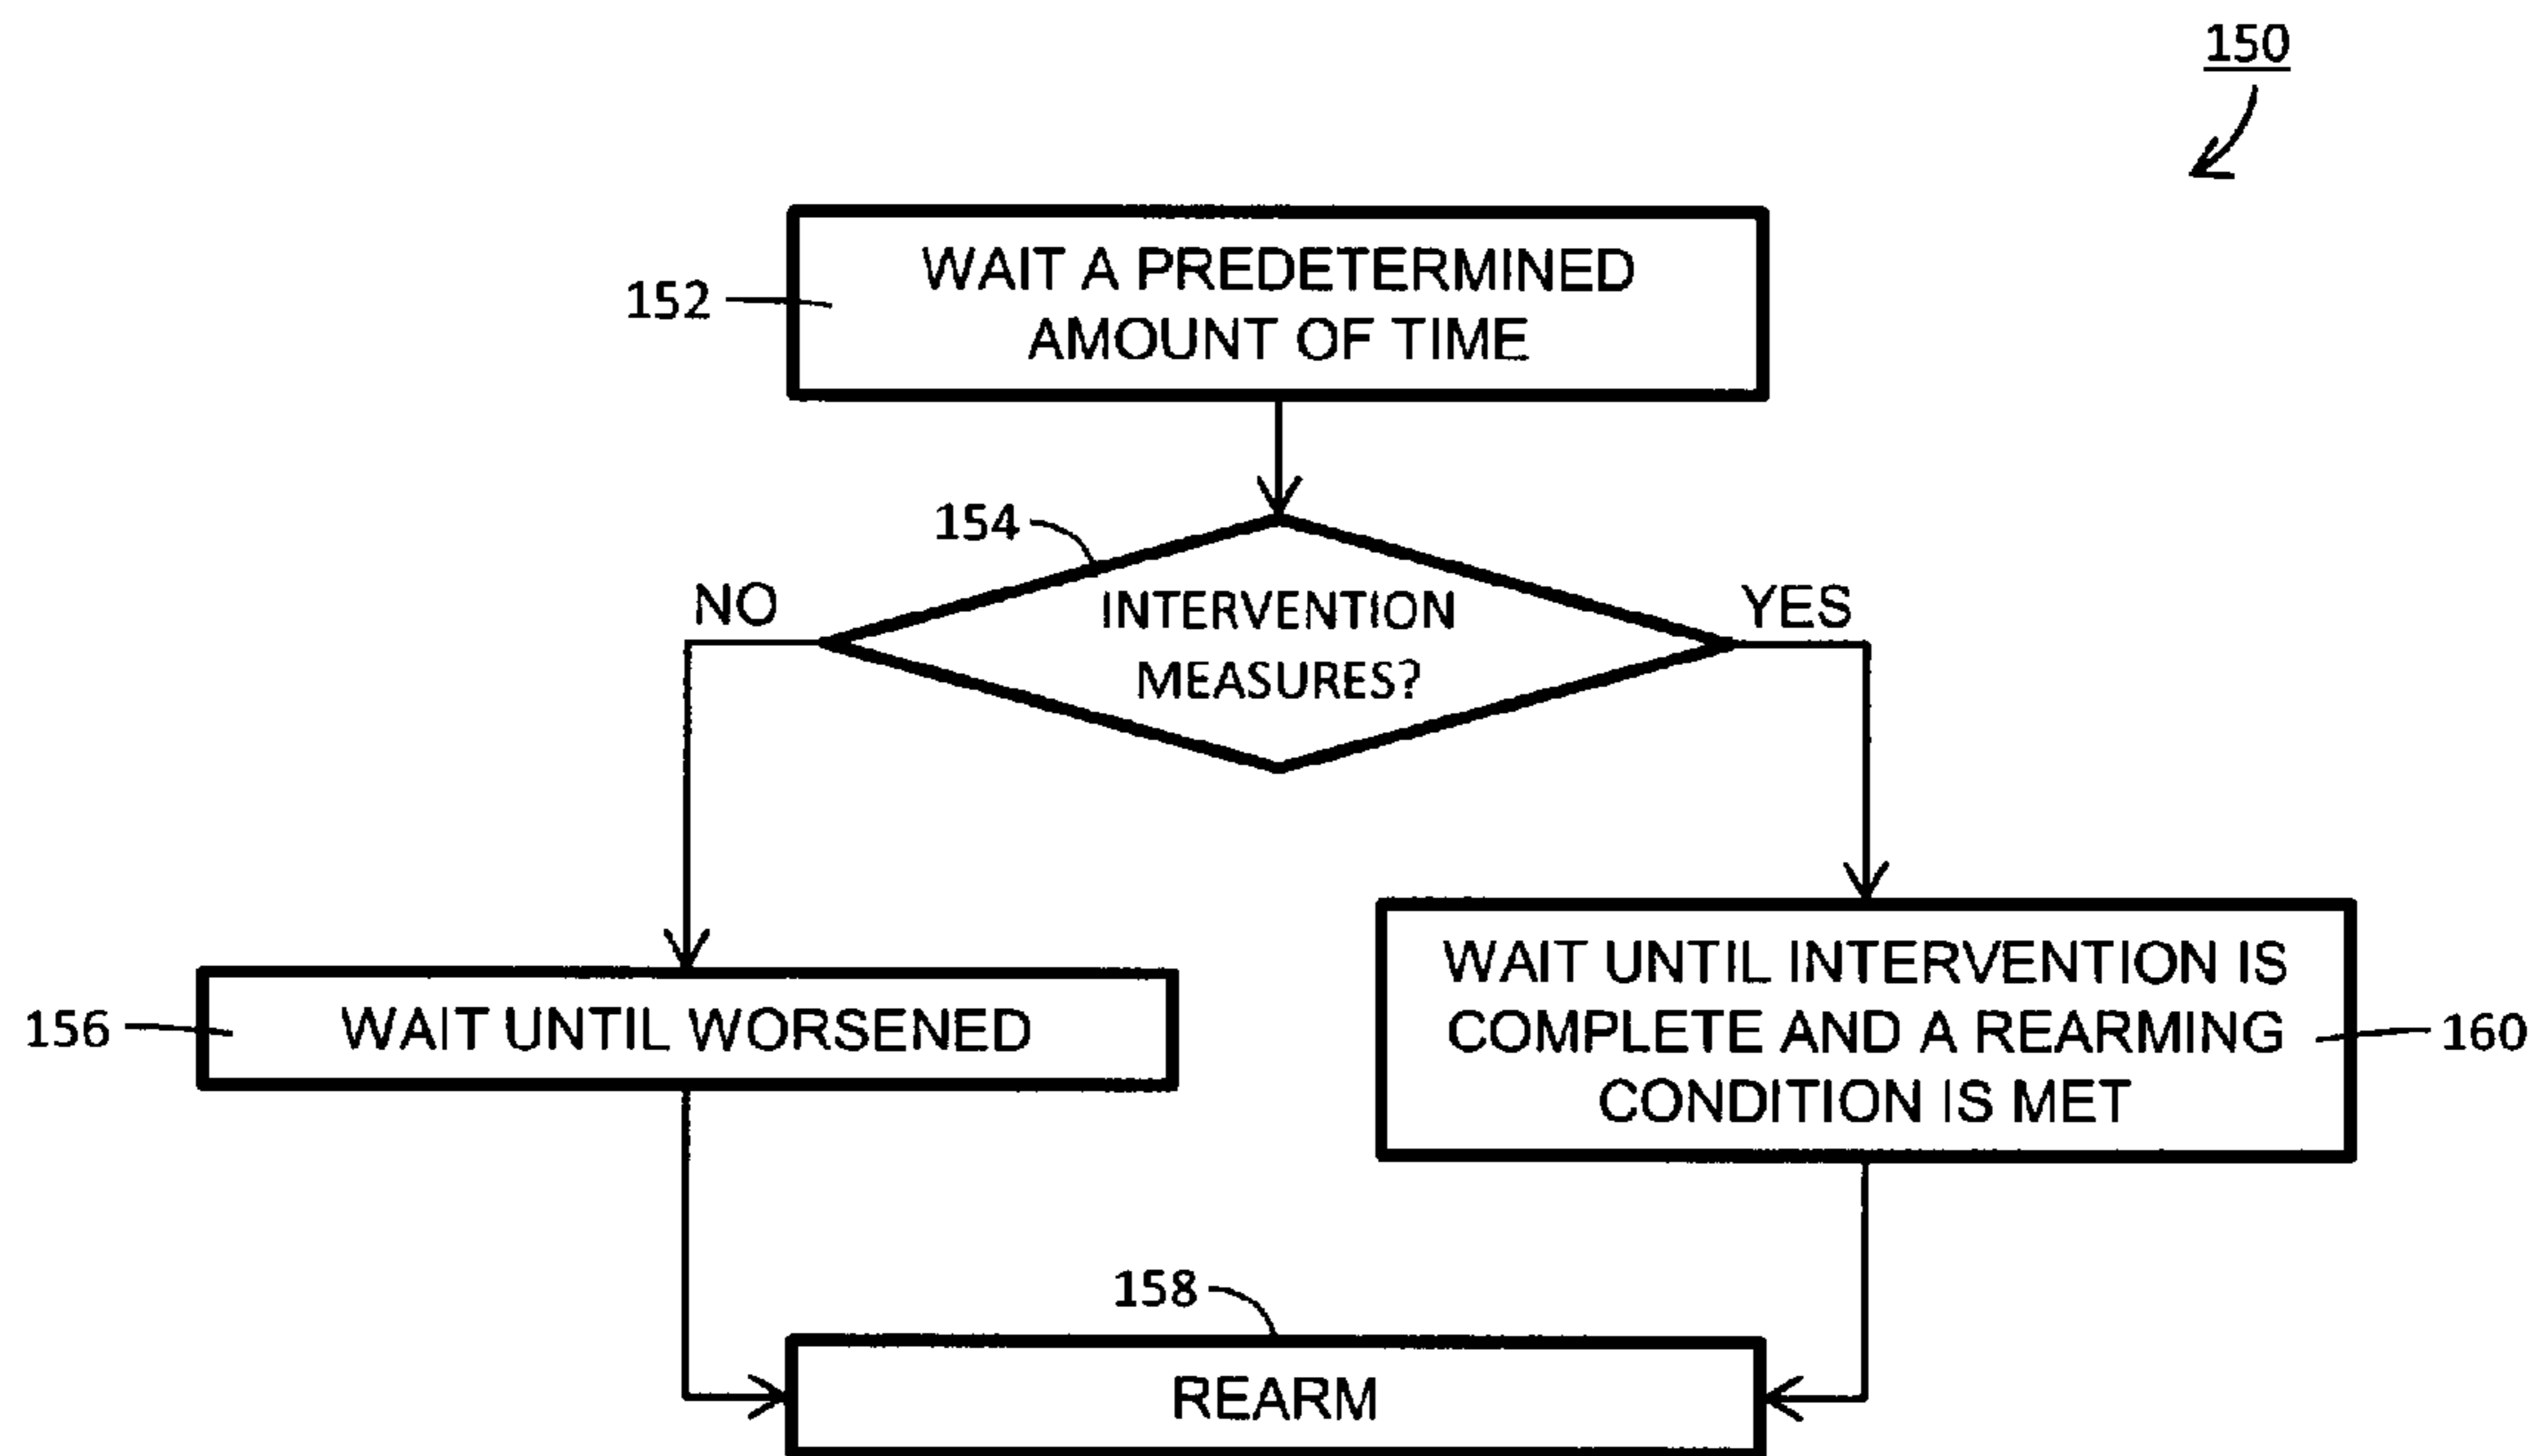 150
WAIT A PREDETERMINED
152
AMOUNT OF TIME
154
NO
INTERVENTION
YES
MEASURES?
WAIT UNTIL INTERVENTION IS
156
WAIT UNTIL WORSENED
COMPLETE AND A REARMING
160
CONDITION IS MET
158
REARM